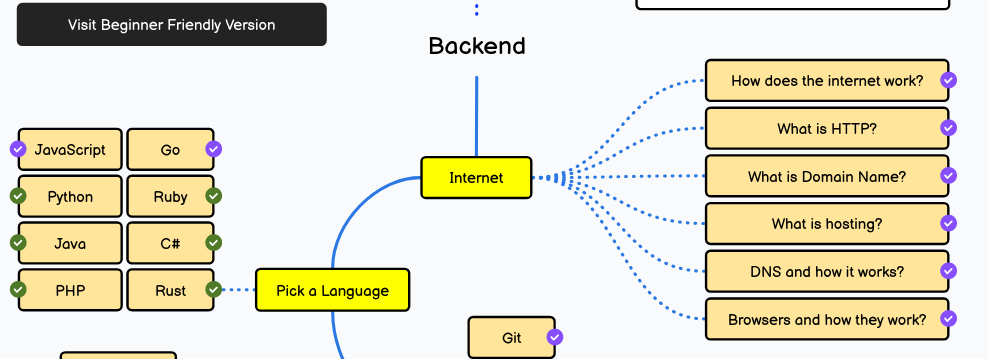 Visit Beginner Friendly Version
Backend
How does the internet work?
What is HTTP?
What is Domain Name?
What is hosting?
DNS and how it works?
Browsers and how they work?
Internet
JavaScript
Go
Python
Ruby
Java
C#
PHP
Rust
Pick a Language
Git